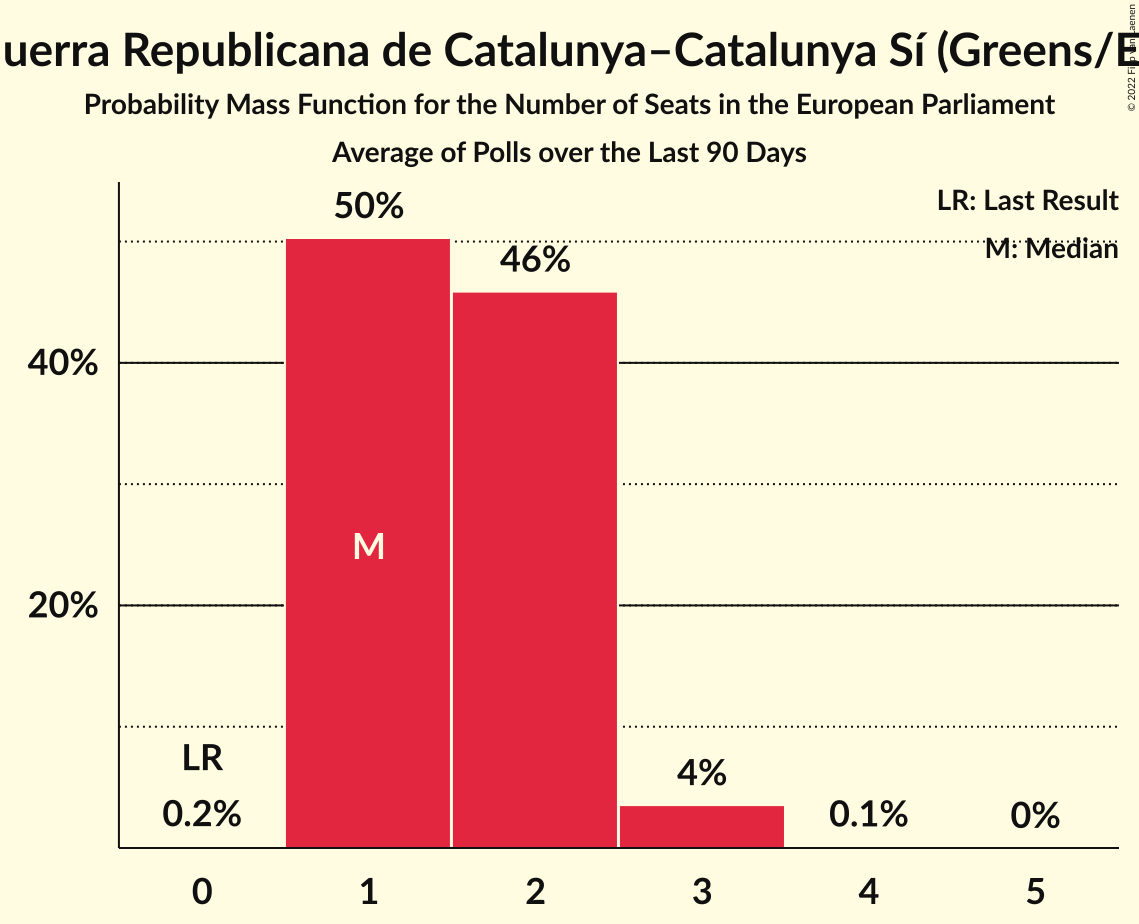 uerra Republicana de Catalunya–Catalunya Sí (Greens/E
Probability Mass Function for the Number of Seats in the European Parliament
Average of Polls over the Last 90 Days
© 2022 Filip
LR: Last Result
M: Median
50%
46%
40%
M
20%
LR
0.2%
4%
0.1%
0%
0 1 2 3 4 5